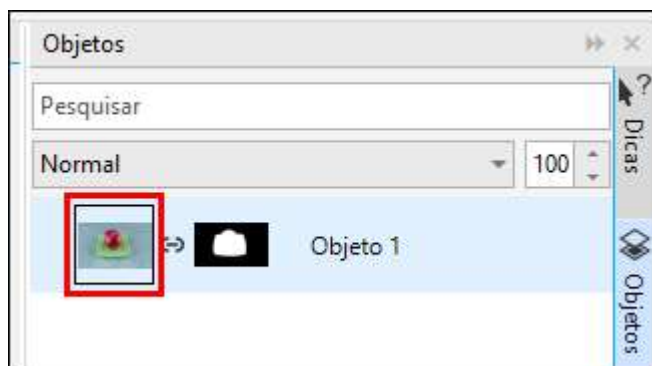 Objetos
Pesquisar
?
Dicas
Normal
100
Objeto 1
Objetos